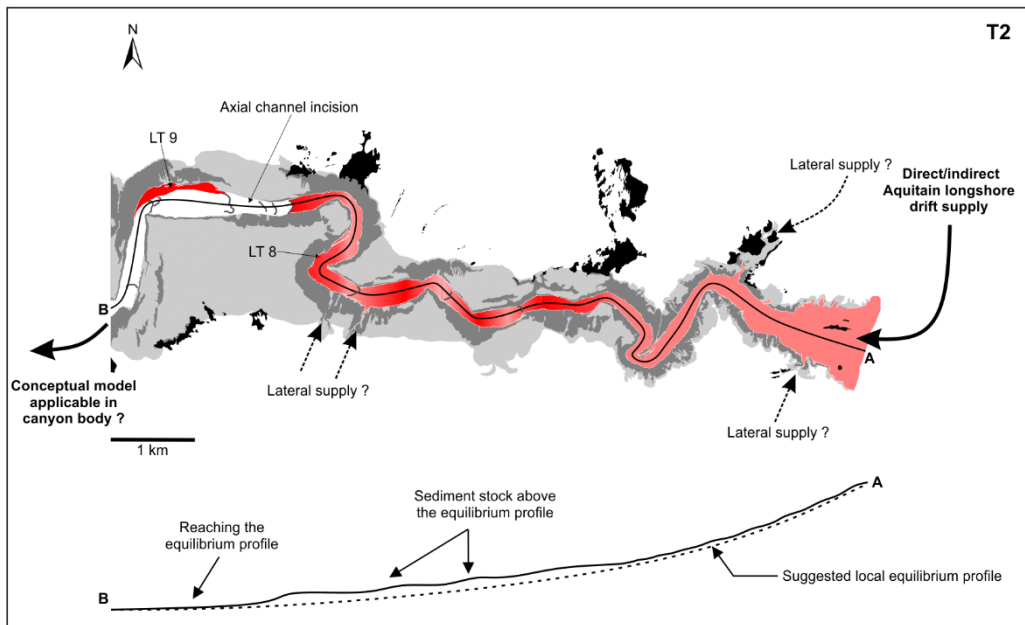 N
T2
Axial channel incision
LT 9
Lateral supply ?
Direct/indirect
Aquitain longshore
drift supply
LT 8
B
A
Lateral supply ?
Conceptual model
applicable in
canyon body ?
Lateral supply ?
1 km
A
Sediment stock above
the equilibrium profile
Reaching the
equilibrium profile
Suggested local equilibrium profile
B